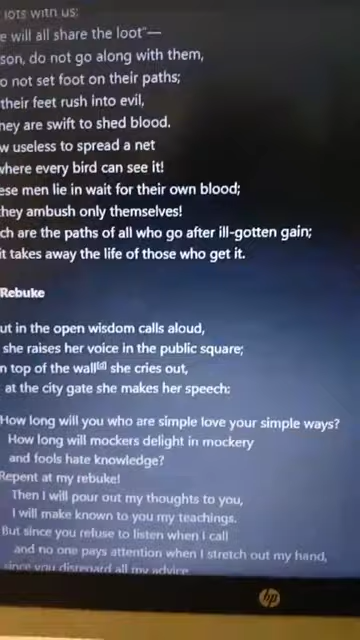 lots with us:
e will all share the loot"—
son, do not go along with them,
o not set foot on their paths;
their feet rush into evil,
hey are swift to shed blood.
w useless to spread a net
where every bird can see it!
ese men lie in wait for their own blood;
they ambush only themselves!
ch are the paths of all who go after ill-gotten gain;
it takes away the life of those who get it.
Rebuke
ut in the open wisdom calls aloud,
she raises her voice in the public square;
n top of the wall she cries out,
at the city gate she makes her speech:
How long will you who are simple love your simple ways?
How long will mockers delight in mockery
and fools hate knowledge?
Repent at my rebuke!
Then I will pour out my thoughts to you,
I will make known to you my teachings.
But since you refuse to listen when I call
and no one pays attention when I stretch out my hand,
since you disregard all my advice
hp